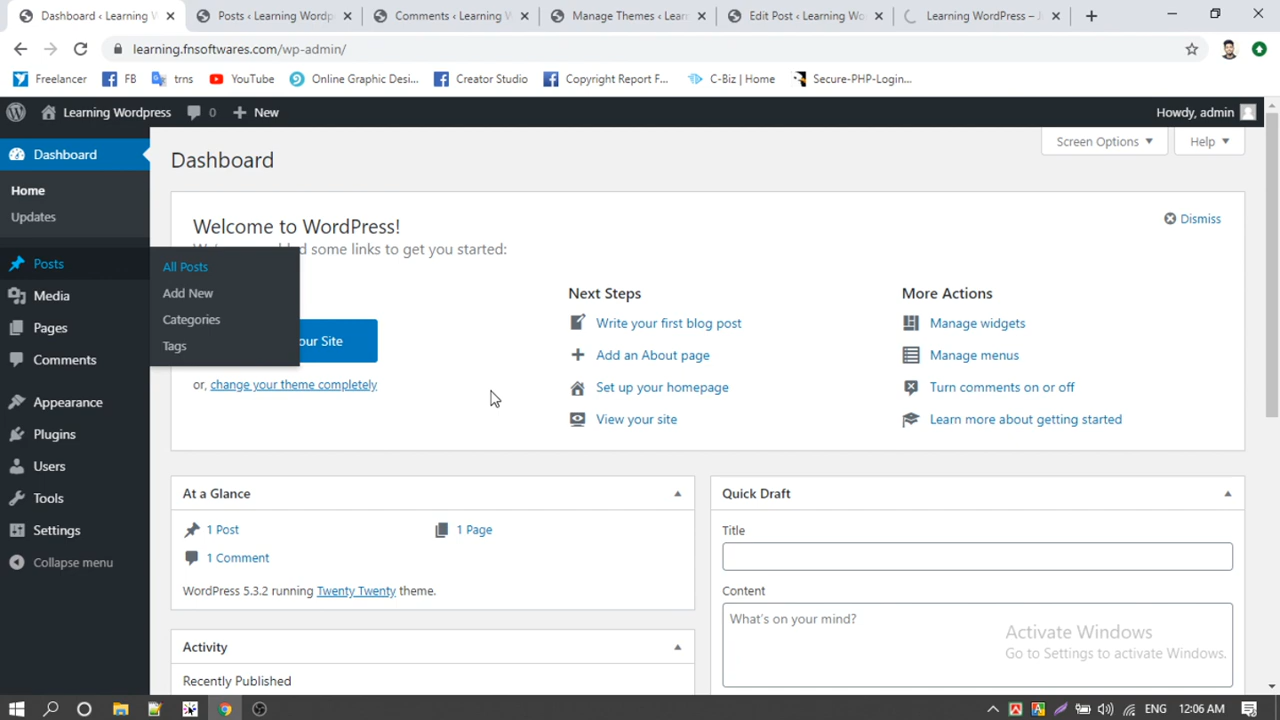 Dashboard ‹ Learning W
Posts ‹ Learning Wordp
Comments ‹ Learning W
Manage Themes ‹ Lear
Edit Post ‹ Learning Wo
Learning WordPress –
learning.fnsoftwares.com/wp-admin/
Freelancer
FB
trns
YouTube
Online Graphic Desi...
Creator Studio
Copyright Report F...
C-Biz | Home
Secure-PHP-Login...
Learning Wordpress
0
New
Howdy, admin
Dashboard
Home
Updates
Posts
Media
Pages
Comments
Appearance
Plugins
Users
Tools
Settings
Collapse menu
All Posts
Add New
Categories
Tags
Dashboard
Screen Options
Help
Welcome to WordPress!
Dismiss
d some links to get you started:
our Site
or, change your theme completely
Next Steps
Write your first blog post
Add an About page
Set up your homepage
View your site
More Actions
Manage widgets
Manage menus
Turn comments on or off
Learn more about getting started
At a Glance
1 Post
1 Page
1 Comment
WordPress 5.3.2 running Twenty Twenty theme.
Activity
Recently Published
Quick Draft
Title
Content
What's on your mind?
Activate Windows
Go to Settings to activate Windows.
ENG
12:06 AM